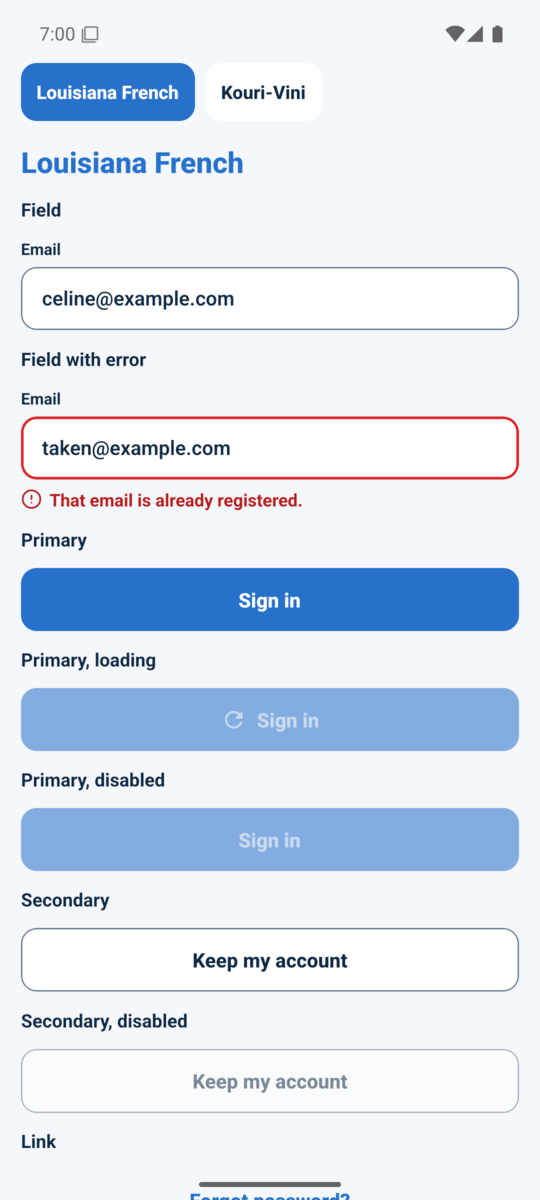 7:00
Louisiana French
Kouri-Vini
Louisiana French
Field
Email
celine@example.com
Field with error
Email
taken@example.com
That email is already registered.
Primary
Sign in
Primary, loading
Sign in
Primary, disabled
Sign in
Secondary
Keep my account
Secondary, disabled
Keep my account
Link
Forgot password?